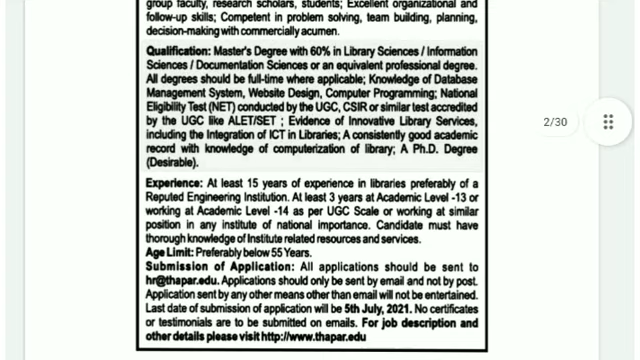 group faculty, research scholars, students; Excellent organizational and
follow-up skills; Competent in problem solving, team building, planning,
decision-making with commercially acumen.
Qualification: Master's Degree with 60% in Library Sciences / Information
Sciences / Documentation Sciences or an equivalent professional degree.
All degrees should be full-time where applicable; Knowledge of Database
Management System, Website Design, Computer Programming; National
Eligibility Test (NET) conducted by the UGC, CSIR or similar test accredited
by the UGC like ALET/SET ; Evidence of Innovative Library Services,
including the Integration of ICT in Libraries; A consistently good academic
record with knowledge of computerization of library; A Ph.D. Degree
(Desirable).
Experience: At least 15 years of experience in libraries preferably of a
Reputed Engineering Institution. At least 3 years at Academic Level -13 or
working at Academic Level -14 as per UGC Scale or working at similar
position in any institute of national importance. Candidate must have
thorough knowledge of Institute related resources and services.
Age Limit: Preferably below 55 Years.
Submission of Application: All applications should be sent to
hr@thapar.edu. Applications should only be sent by email and not by post.
Application sent by any other means other than email will not be entertained.
Last date of submission of application will be 5th July, 2021. No certificates
or testimonials are to be submitted on emails. For job description and
other details please visit http://www.thapar.edu
2/30